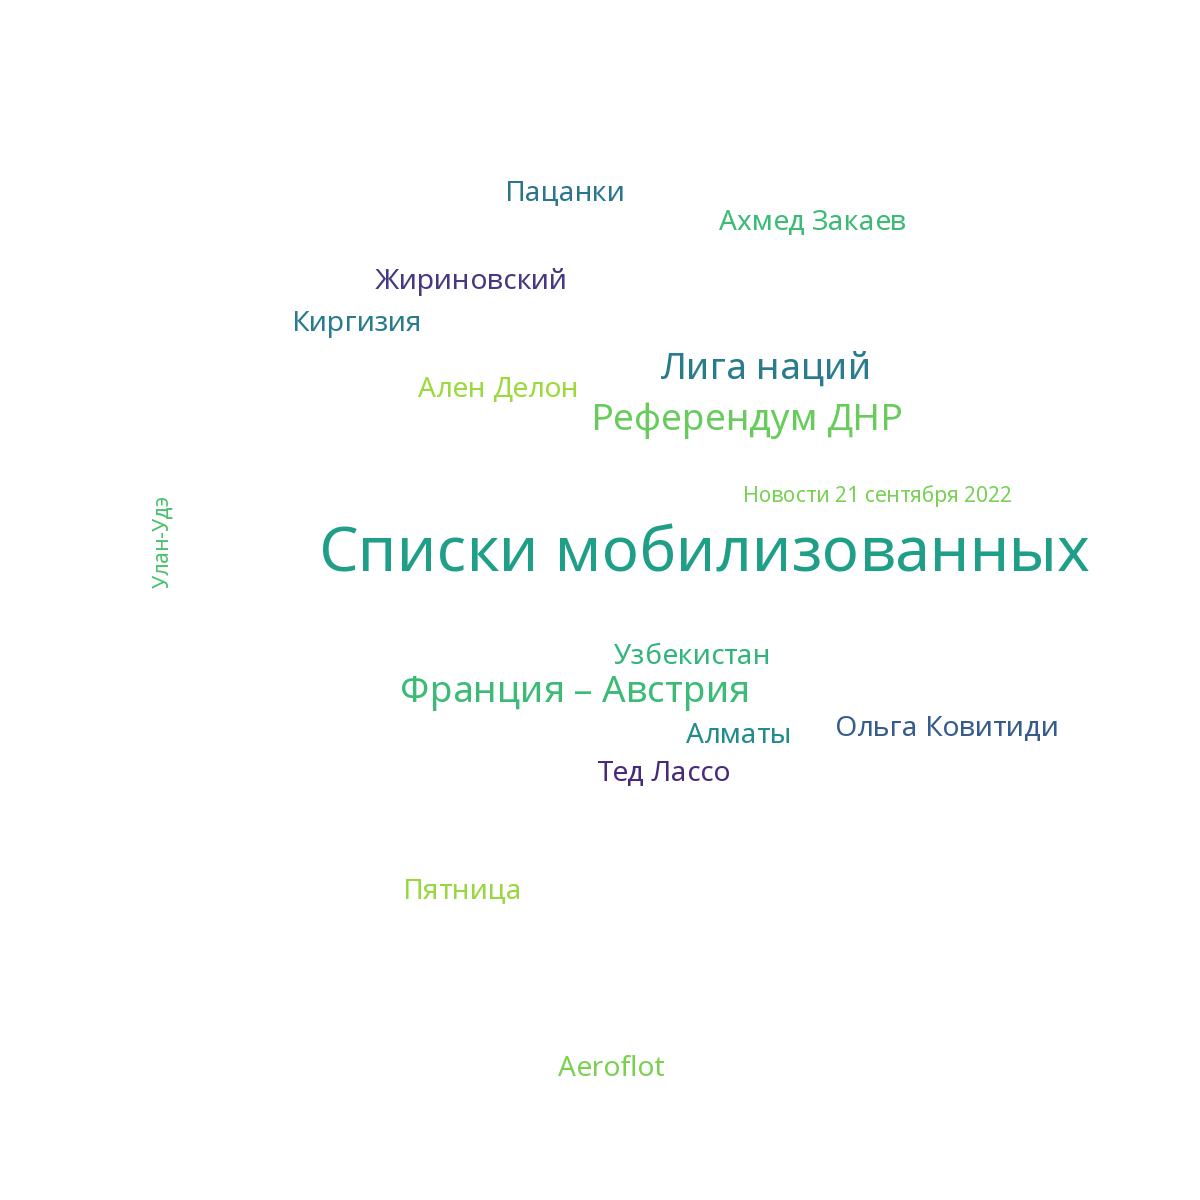 Пацанки
Ахмед Закаев
Жириновский
Киргизия
Лига наций
Ален Делон
Референдум ДНР
Новости 21 сентября 2022
Улан-Удэ
Списки мобилизованных
Узбекистан
Франция – Австрия
Ольга Ковитиди
Алматы
Тед Лассо
Пятница
Aeroflot